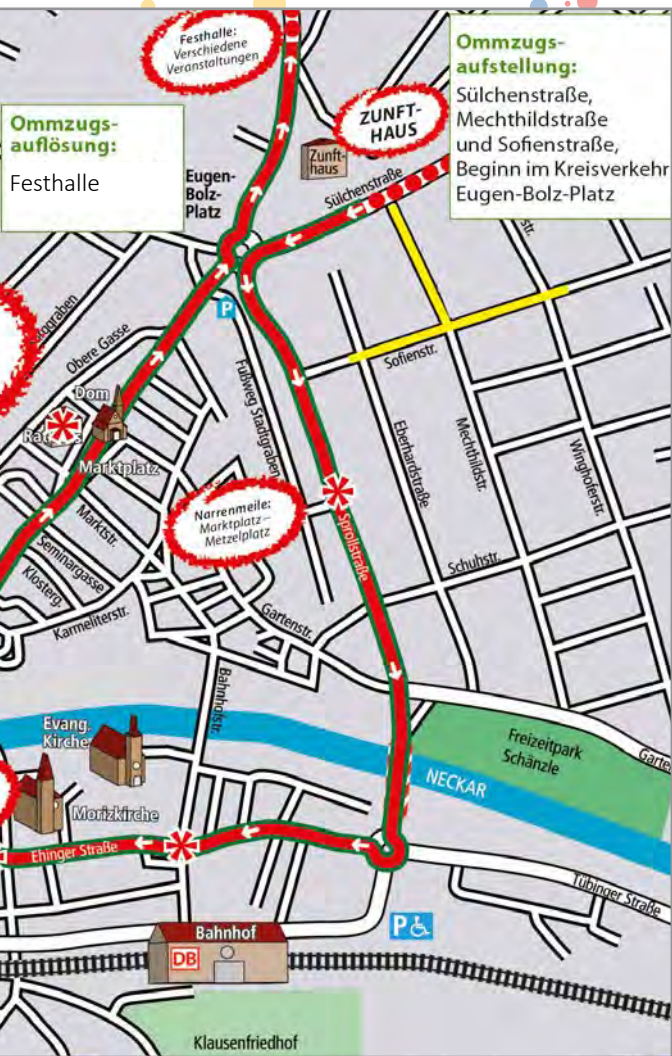 Festhalle:
Verschiedene
Veranstaltungen
Ommzugs-
aufstellung:
Sülchenstraße,
Mechthildstraße
und Sofienstraße,
Beginn im Kreisverkehr
Eugen-Bolz-Platz
Ommzugs-
auflösung:
Festhalle
ZUNFT-
HAUS
Zunft-
haus
Eugen-
Bolz-
Platz
Sülchenstraße
str.
P
Obere Gasse
Sofienstr.
Fußweg Stadtgraben
Dom
Marktplatz
Eberhardstraße
Mechthildstr.
Winghoferstr.
Narrenmeile:
Marktplatz –
Metzelplatz
Marktstr.
Sprollstraße
Seminargasse
Klosterg.
Schuhstr.
Karmeliterstr.
Gartenstr.
Bahnhofstr.
Evang.
Kirche
Freizeitpark
Schänzle
Garte
NECKAR
Morizkirche
Ehinger Straße
Tübinger Straße
P
Bahnhof
DB
Klausenfriedhof